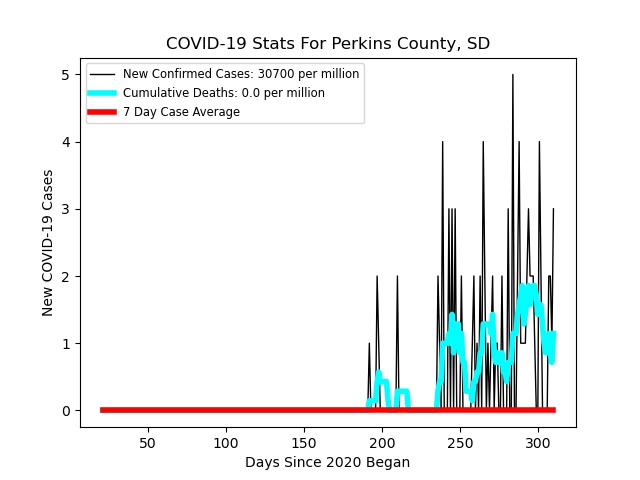 COVID-19 Stats For Perkins County, SD
New Confirmed Cases: 30700 per million
Cumulative Deaths: 0.0 per million
7 Day Case Average
New COVID-19 Cases
5
4
3
2
1
0
50 100 150 200 250 300
Days Since 2020 Began